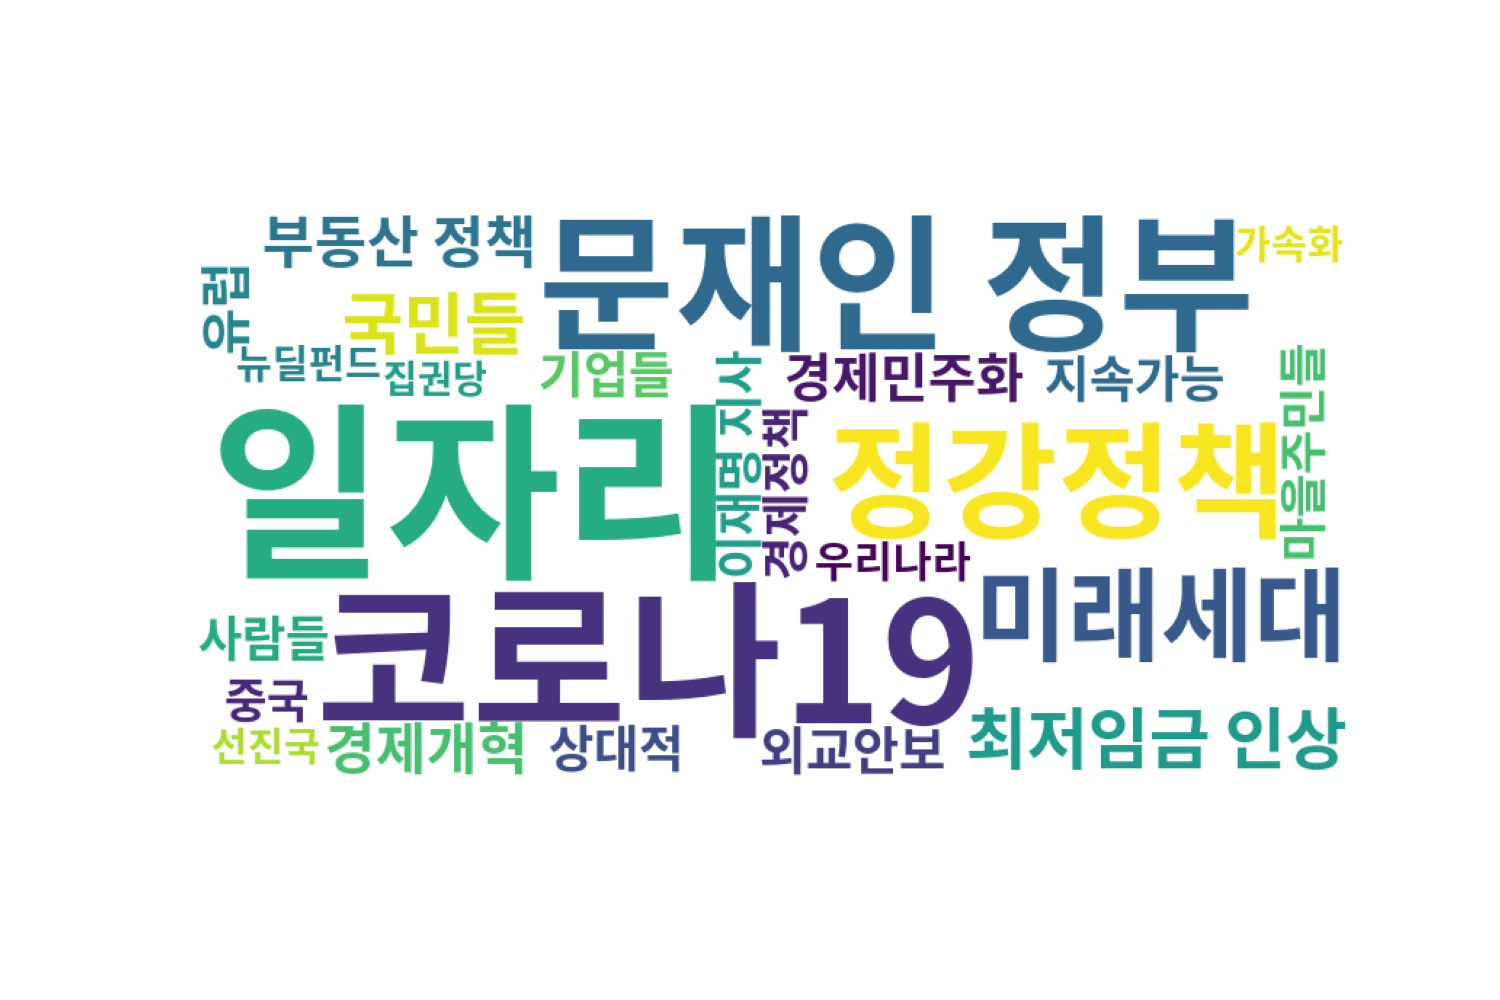 부동산 정책
문재인 정부
가속화
유럽
국민들
뉴딜펀드
집권당
기업들
이재명 지사
경제민주화
지속가능
마을주민들
일자리
경제정책
정강정책
우리나라
미래세대
사람들
코로나19
중국
선진국
경제개혁
상대적
외교안보
최저임금 인상